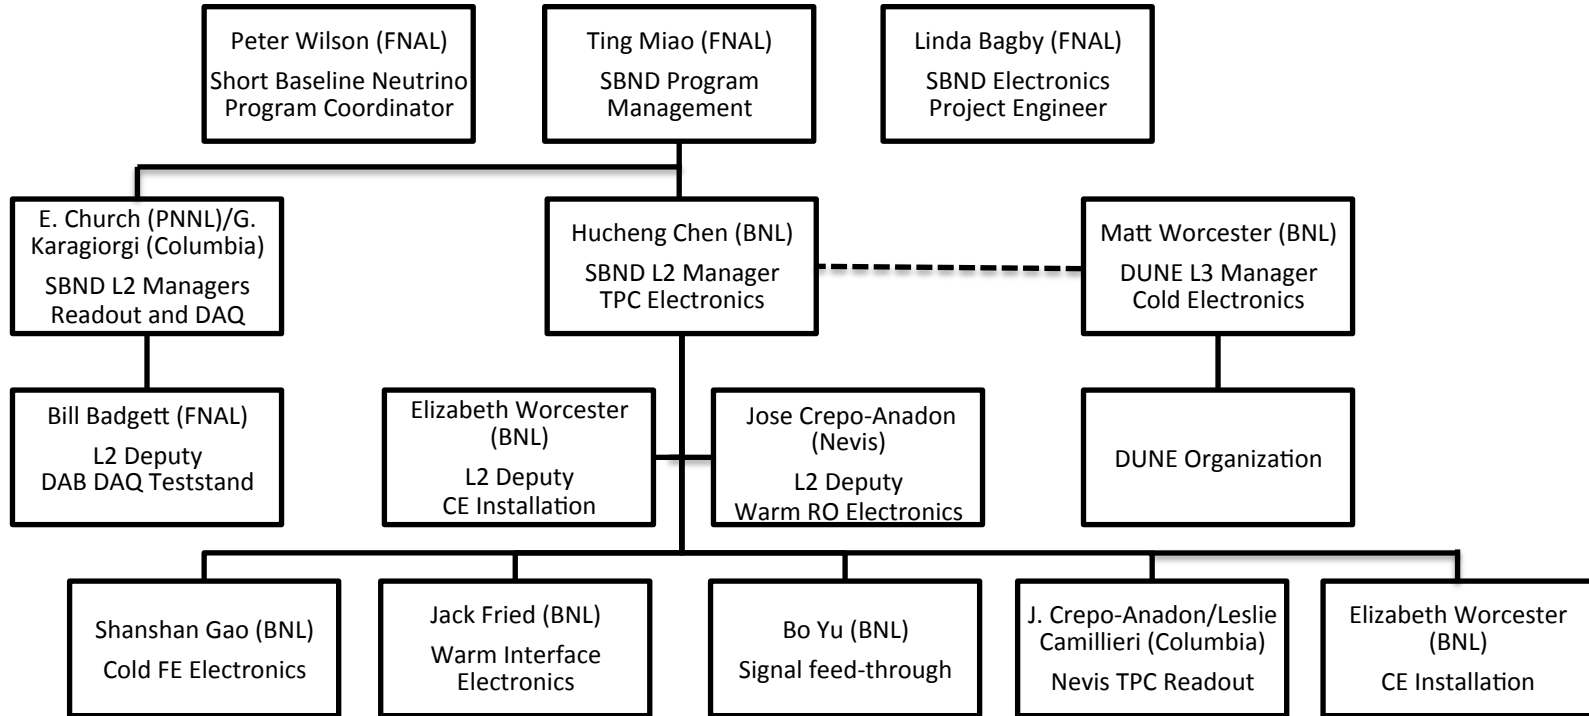 Peter Wilson (FNAL)
Short Baseline Neutrino
Program Coordinator
Ting Miao (FNAL)
SBND Program
Management
Linda Bagby (FNAL)
SBND Electronics
Project Engineer
E. Church (PNNL)/G.
Karagiorgi (Columbia)
SBND L2 Managers
Readout and DAQ
Hucheng Chen (BNL)
SBND L2 Manager
TPC Electronics
Matt Worcester (BNL)
DUNE L3 Manager
Cold Electronics
Bill Badgett (FNAL)
L2 Deputy
DAB DAQ Teststand
Elizabeth Worcester
(BNL)
L2 Deputy
CE Installation
Jose Crepo-Anadon
(Nevis)
L2 Deputy
Warm RO Electronics
DUNE Organization
Shanshan Gao (BNL)
Cold FE Electronics
Jack Fried (BNL)
Warm Interface
Electronics
Bo Yu (BNL)
Signal feed-through
J. Crepo-Anadon/Leslie
Camillieri (Columbia)
Nevis TPC Readout
Elizabeth Worcester
(BNL)
CE Installation